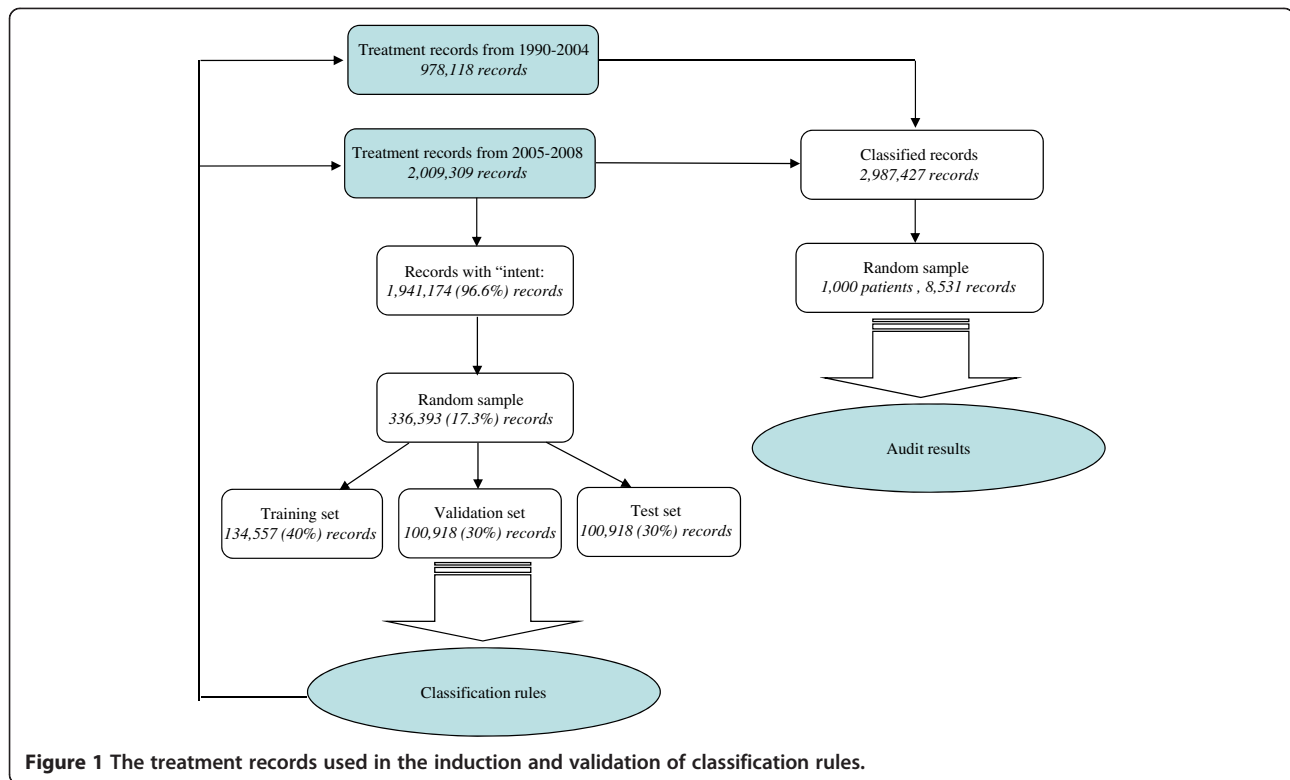 Treatment records from 1990-2004
978,118 records
Treatment records from 2005-2008
2,009,309 records
Classified records
2,987,427 records
Records with “intent:
1,941,174 (96.6%) records
Random sample
1,000 patients , 8,531 records
Random sample
336,393 (17.3%) records
Audit results
Training set
134,557 (40%) records
Validation set
100,918 (30%) records
Test set
100,918 (30%) records
Classification rules
Figure 1 The treatment records used in the induction and validation of classification rules.